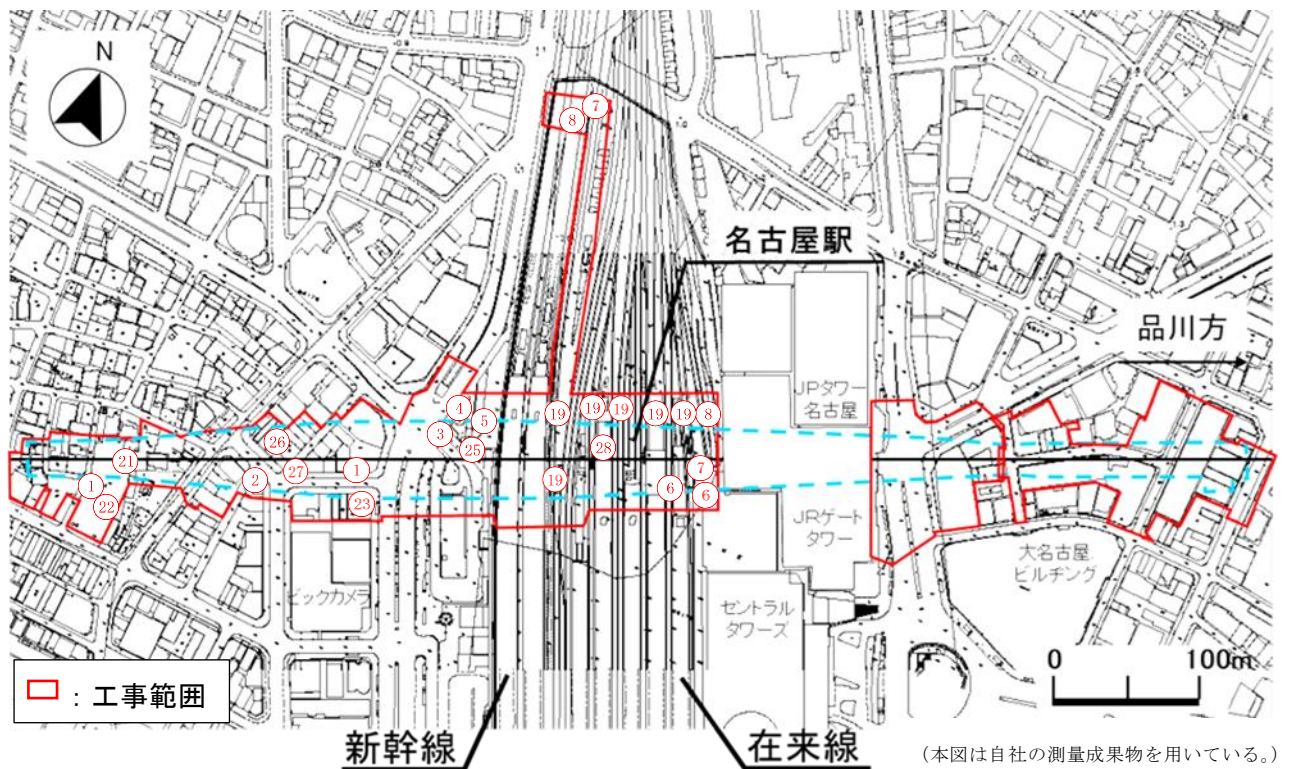 N
7
8
名古屋駅
品川方
JPタワー
名古屋
4
5
19
19
19
19
19
8
3
26
25
28
21
27
1
7
1
2
19
6
6
22
23
JRゲート
タワー
大名古屋
ビルヂング
ビックカメラ
セントラル
タワーズ
0
100m
：工事範囲
新幹線
在来線
（本図は自社の測量成果物を用いている。）